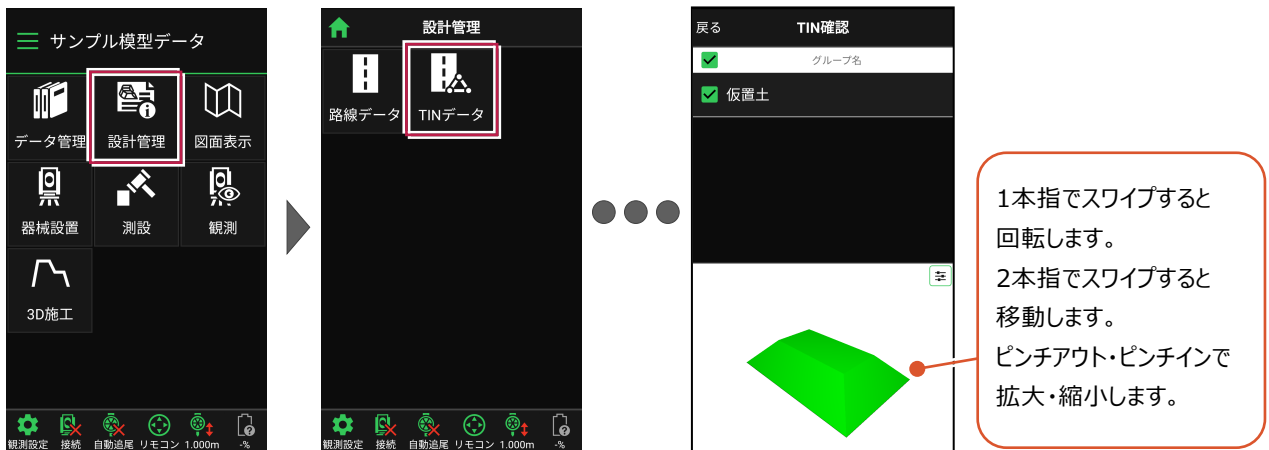 サンプル模型データ
データ管理
設計管理
図面表示
器械設置
測設
観測
3D施工
観測設定
接続
自動追尾
リモコン
1.000m
-%
設計管理
路線データ
TINデータ
観測設定
接続
自動追尾
リモコン
1.000m
-%
戻る
TIN確認
グループ名
仮置土
1本指でスワイプすると
回転します。
2本指でスワイプすると
移動します。
ピンチアウト・ピンチインで
拡大・縮小します。